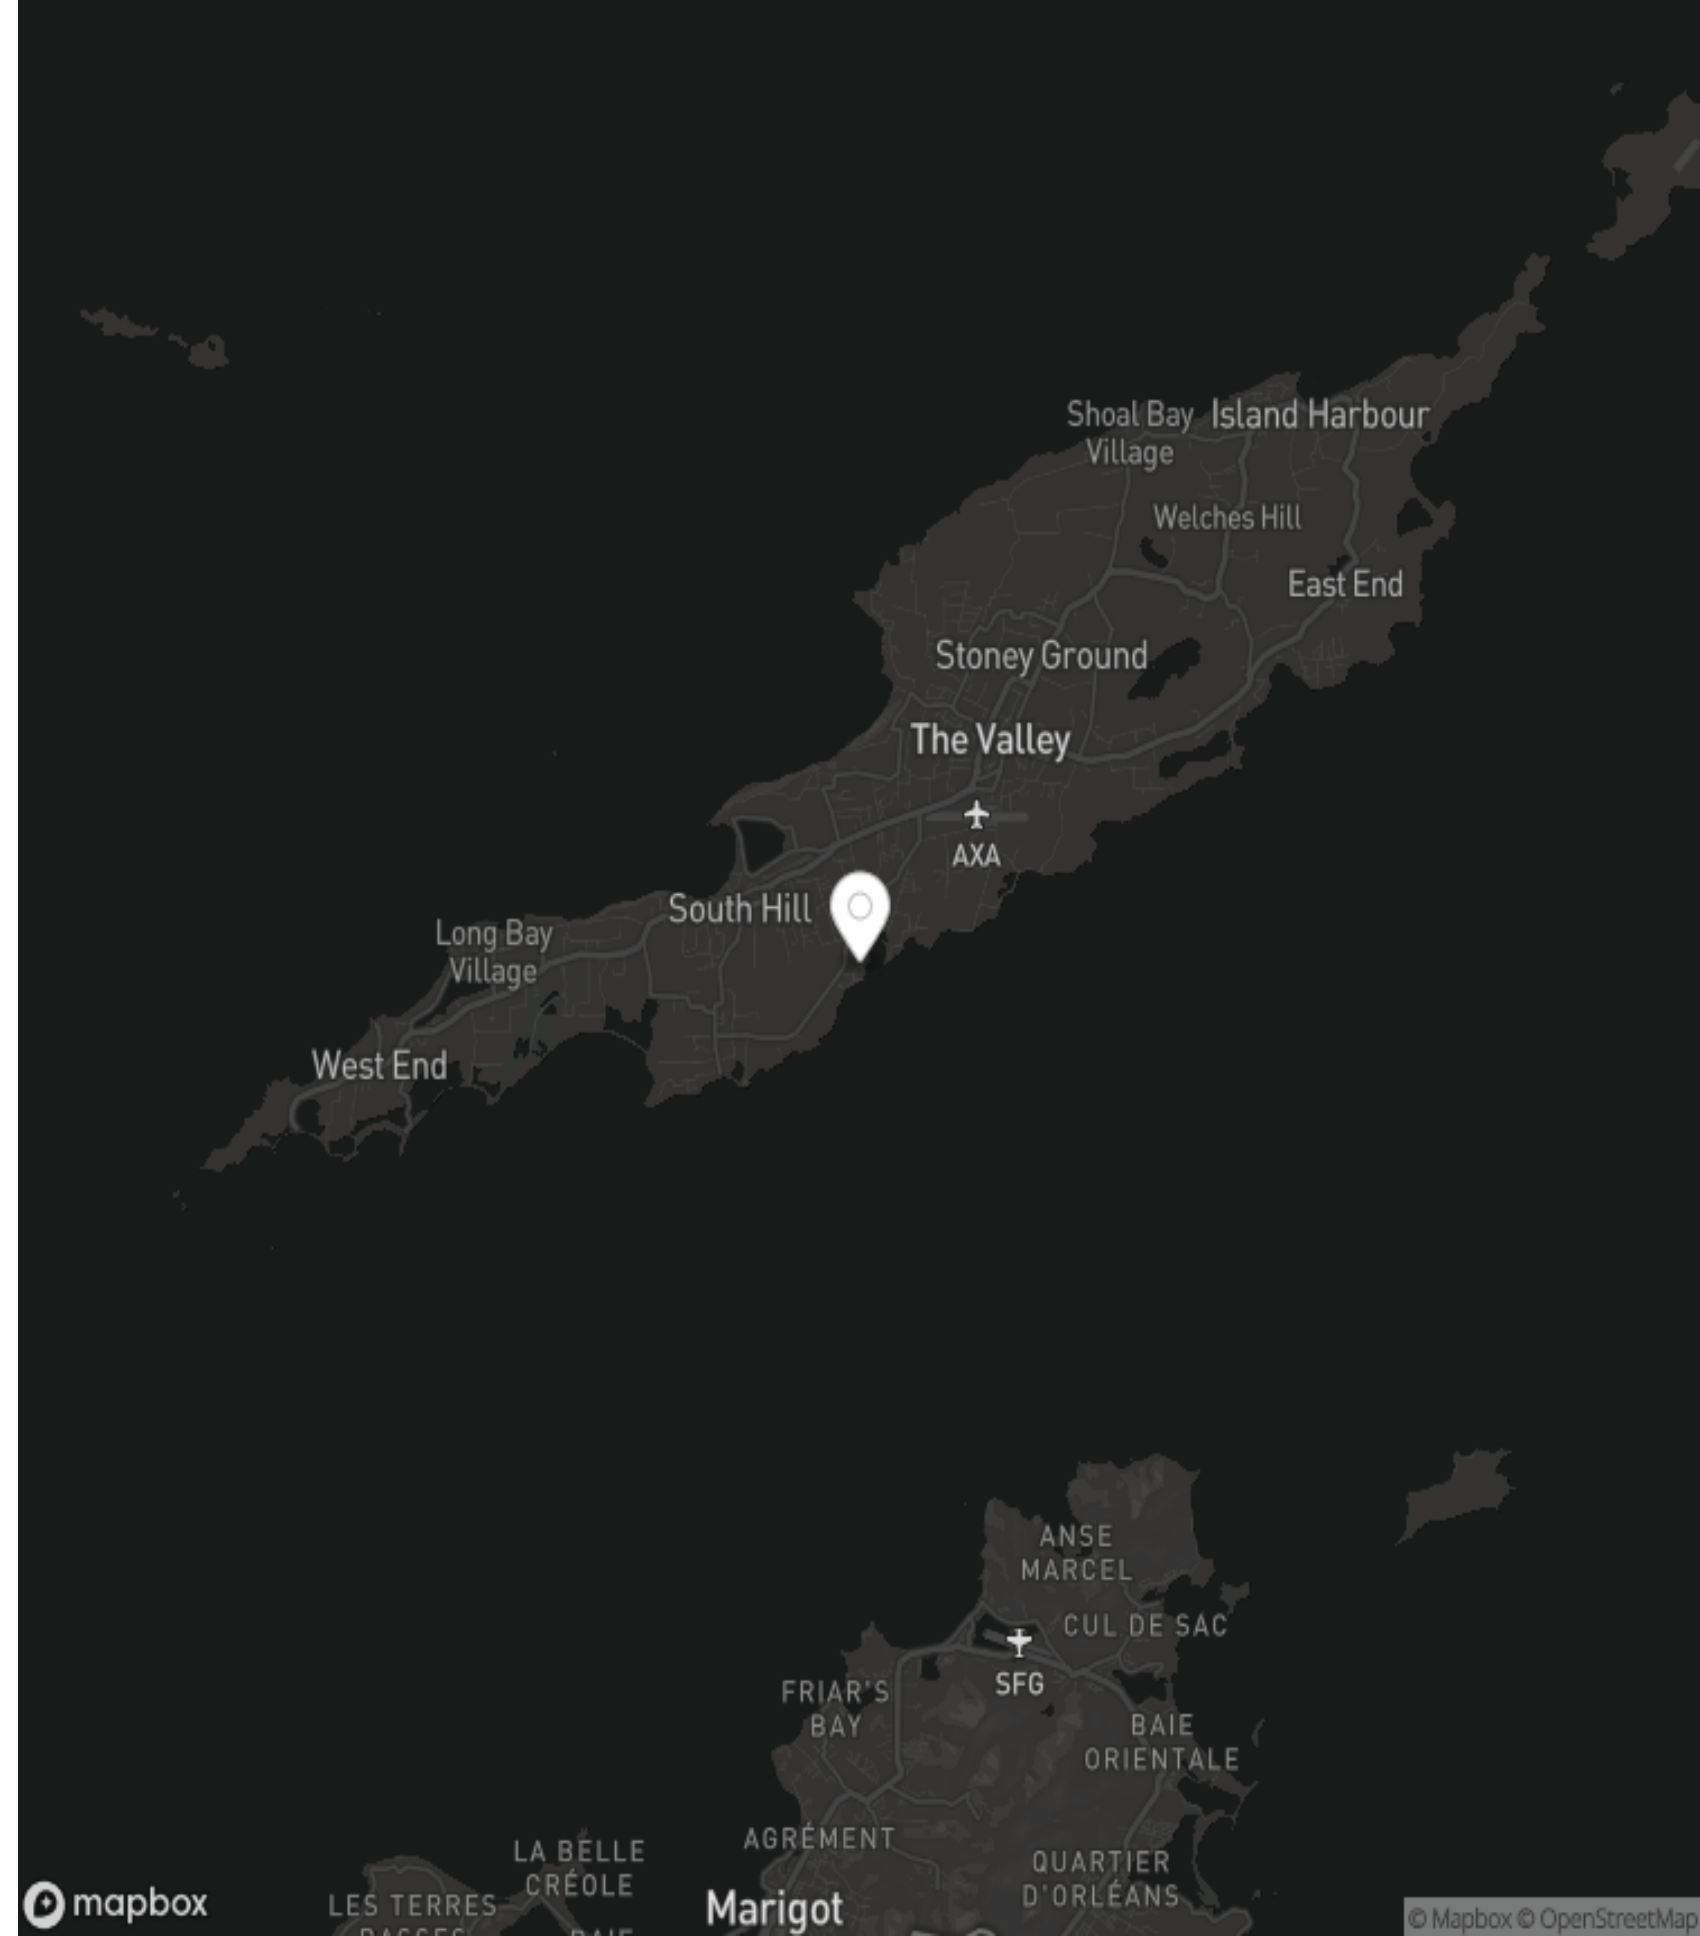 Shoal Bay
Village
Island Harbour
Welches Hill
East End
Stoney Ground
The Valley
AXA
South Hill
Long Bay
Village
West End
ANSE
MARCEL
CUL DE SAC
SFG
FRIAR'S
BAY
BAIE
ORIENTALE
AGRÉMENT
LA BELLE
CRÉOLE
QUARTIER
D'ORLÉANS
LES TERRES
BASSES
BAIE
Marigot
mapbox
© Mapbox © OpenStreetMap